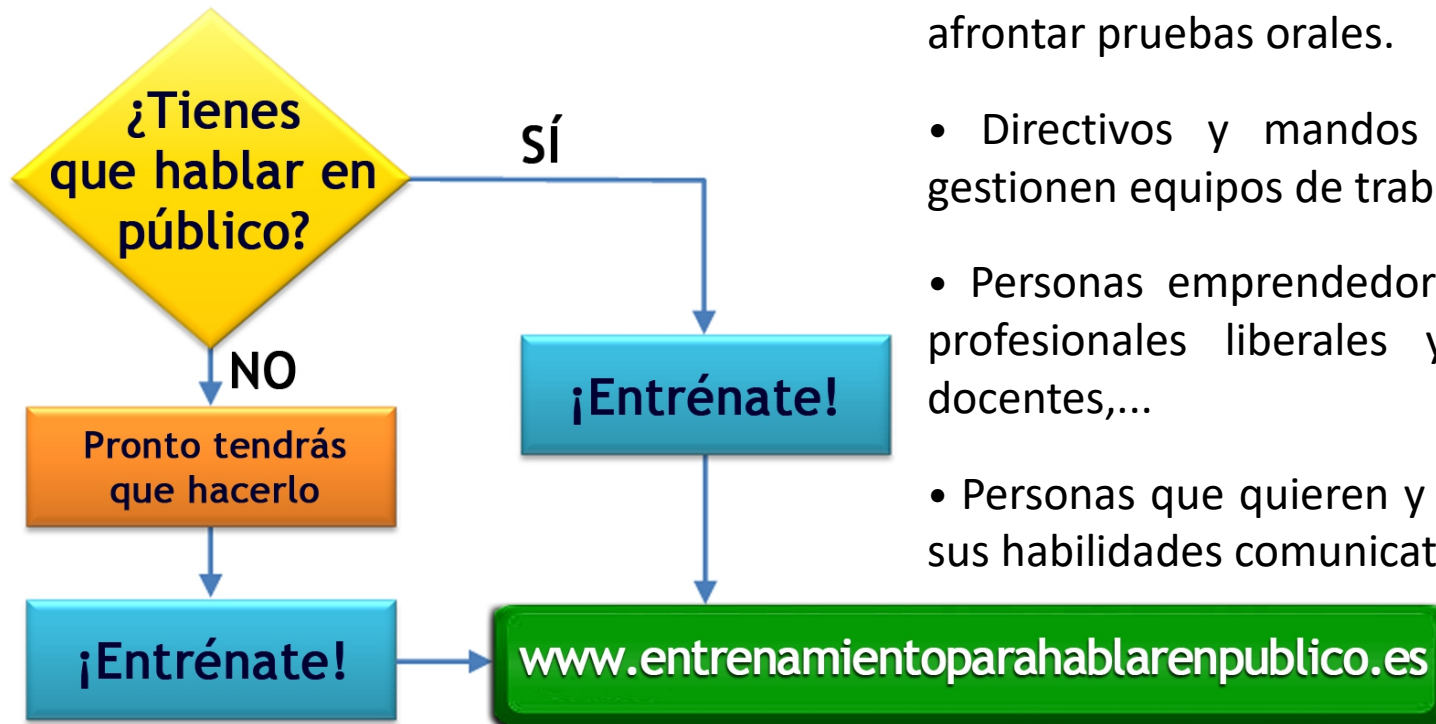 ¿Tienes
que hablar en
público?
SÍ
NO
Pronto tendrás
que hacerlo
¡Entrénate!
¡Entrénate!
www.entrenamientoparahablarenpublico.es
afrontar pruebas orales.
• Directivos y mandos
gestionen equipos de trab
• Personas emprendedor
profesionales liberales y
docentes,...
• Personas que quieren y
sus habilidades comunicat